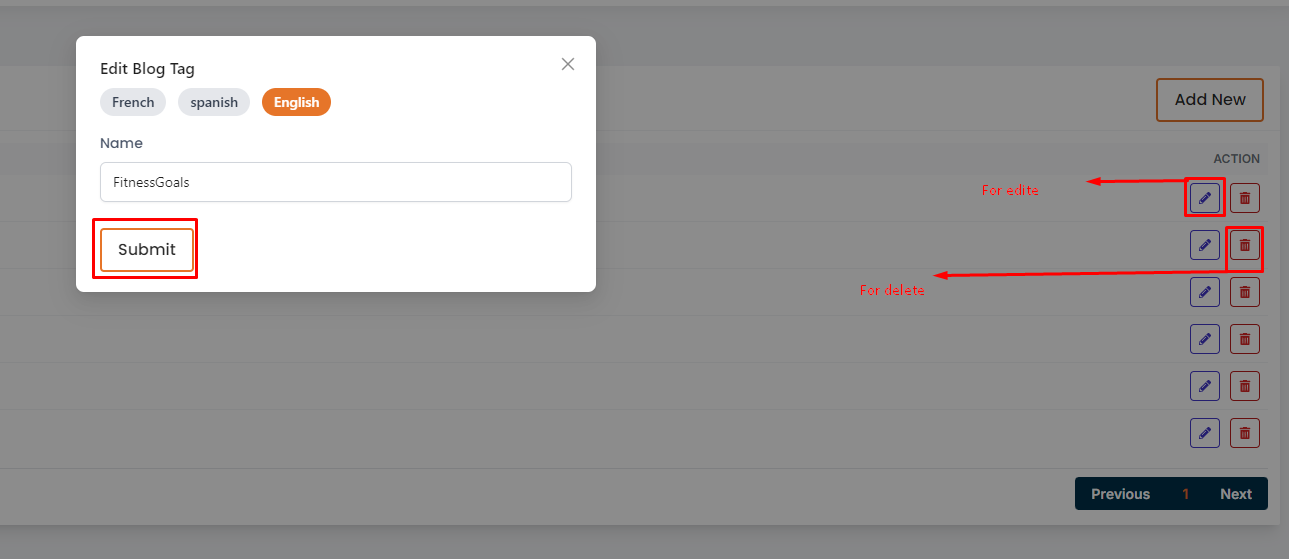 Edit Blog Tag
French spanish English
Add New
Name
ACTION
FitnessGoals
For edite
Submit
For delete
Previous 1 Next